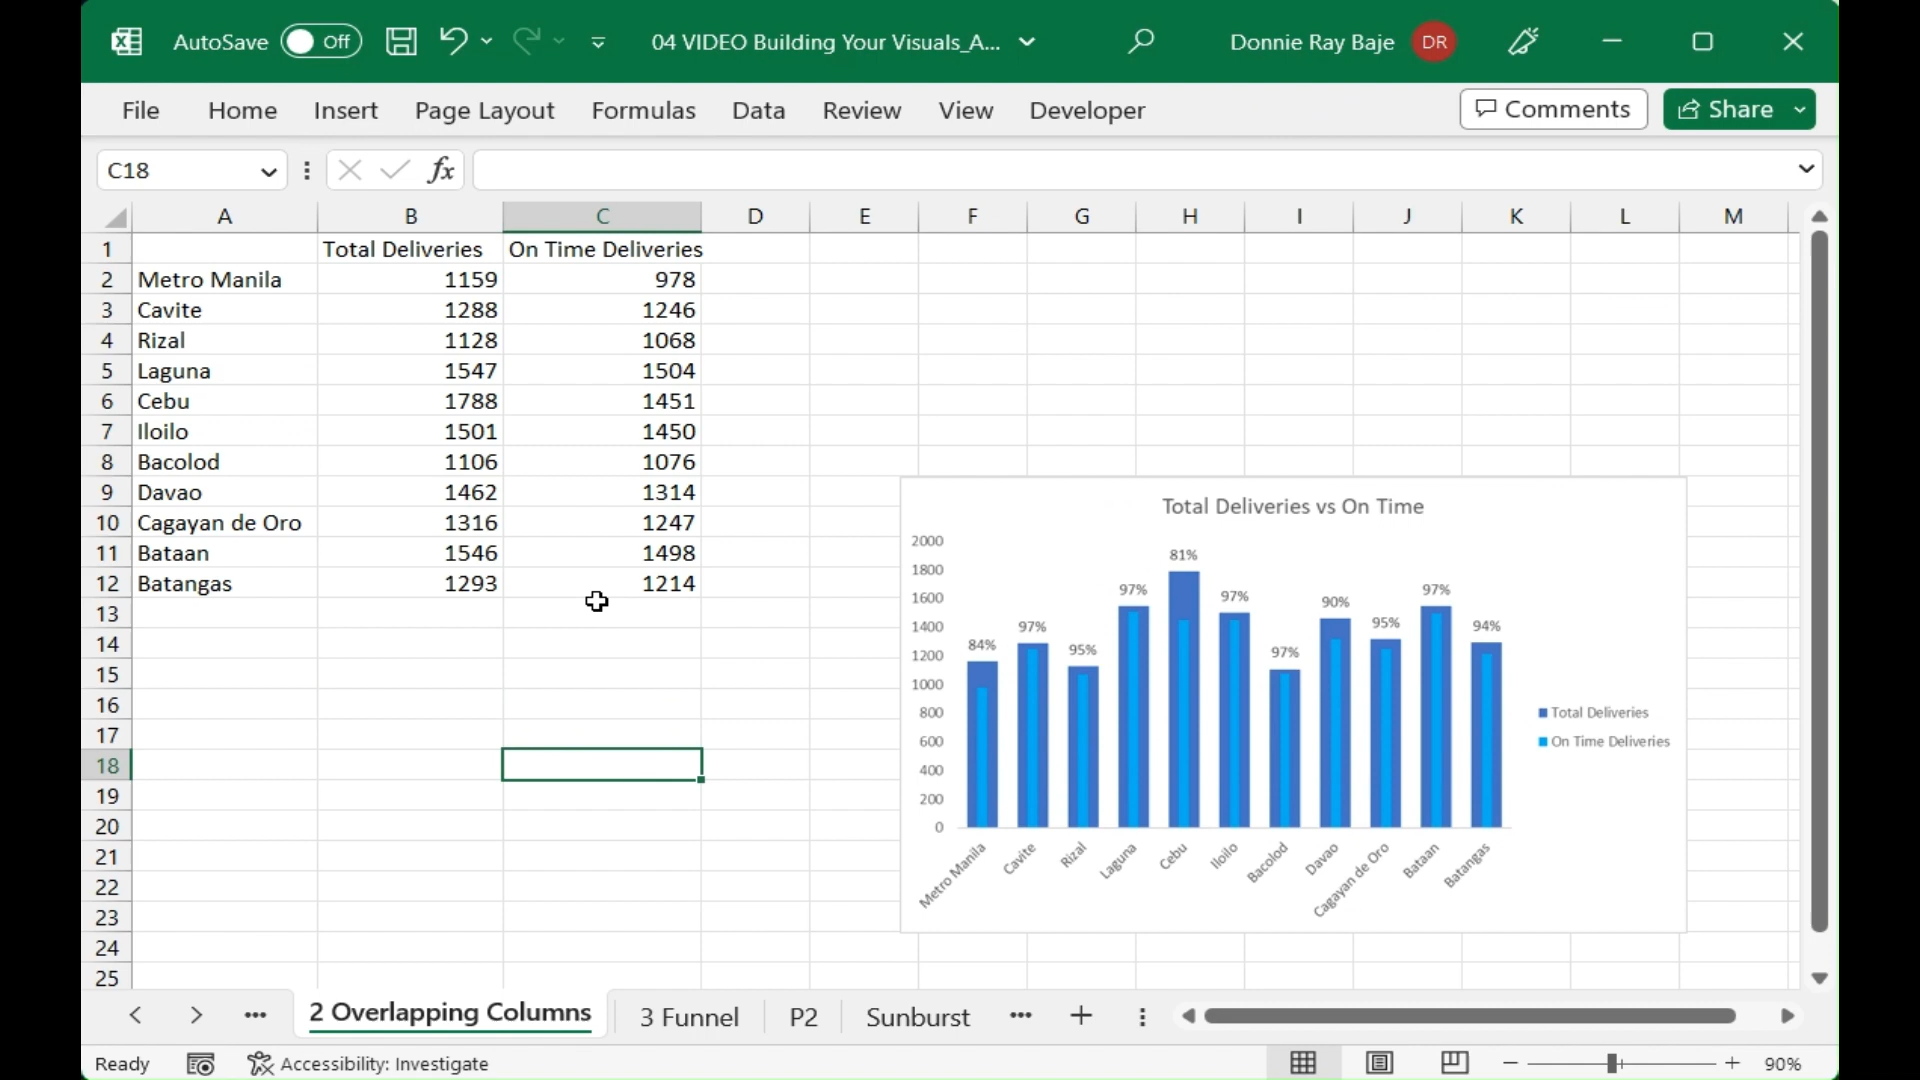 AutoSave Off 04 VIDEO Building Your Visuals_A... Donnie Ray Baje DR
File Home Insert Page Layout Formulas Data Review View Developer Comments Share
C18 fx
A B C D E F G H I J K L M
1 Total Deliveries On Time Deliveries
2 Metro Manila 1159 978
3 Cavite 1288 1246
4 Rizal 1128 1068
5 Laguna 1547 1504
6 Cebu 1788 1451
7 Iloilo 1501 1450
8 Bacolod 1106 1076
9 Davao 1462 1314
10 Cagayan de Oro 1316 1247
11 Bataan 1546 1498
12 Batangas 1293 1214
13
14
15
16
17
18
19
20
21
22
23
24
25
Total Deliveries vs On Time
2000
1800
1600
1400
1200
1000
800
600
400
200
0
84% 97% 95% 97% 81% 97% 97% 90% 95% 97% 94%
Metro Manila Cavite Rizal Laguna Cebu Iloilo Bacolod Davao Cagayan de Oro Bataan Batangas
Total Deliveries
On Time Deliveries
2 Overlapping Columns 3 Funnel P2 Sunburst
Ready Accessibility: Investigate 90%